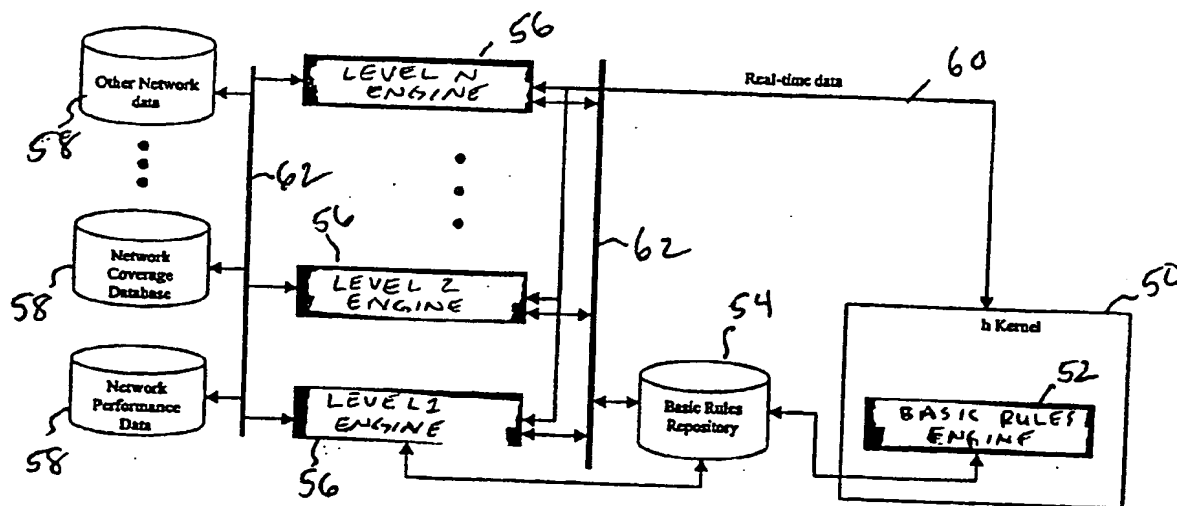 56
LEVEL N
ENGINE
Other Network
data
58
Real-time data
60
62
56
62
Network
Coverage
Database
58
LEVEL 2
ENGINE
54
50
h Kernel
52
Network
Performance
Data
58
LEVEL 1
ENGINE
56
Basic Rules
Repository
BASIC RULES
ENGINE